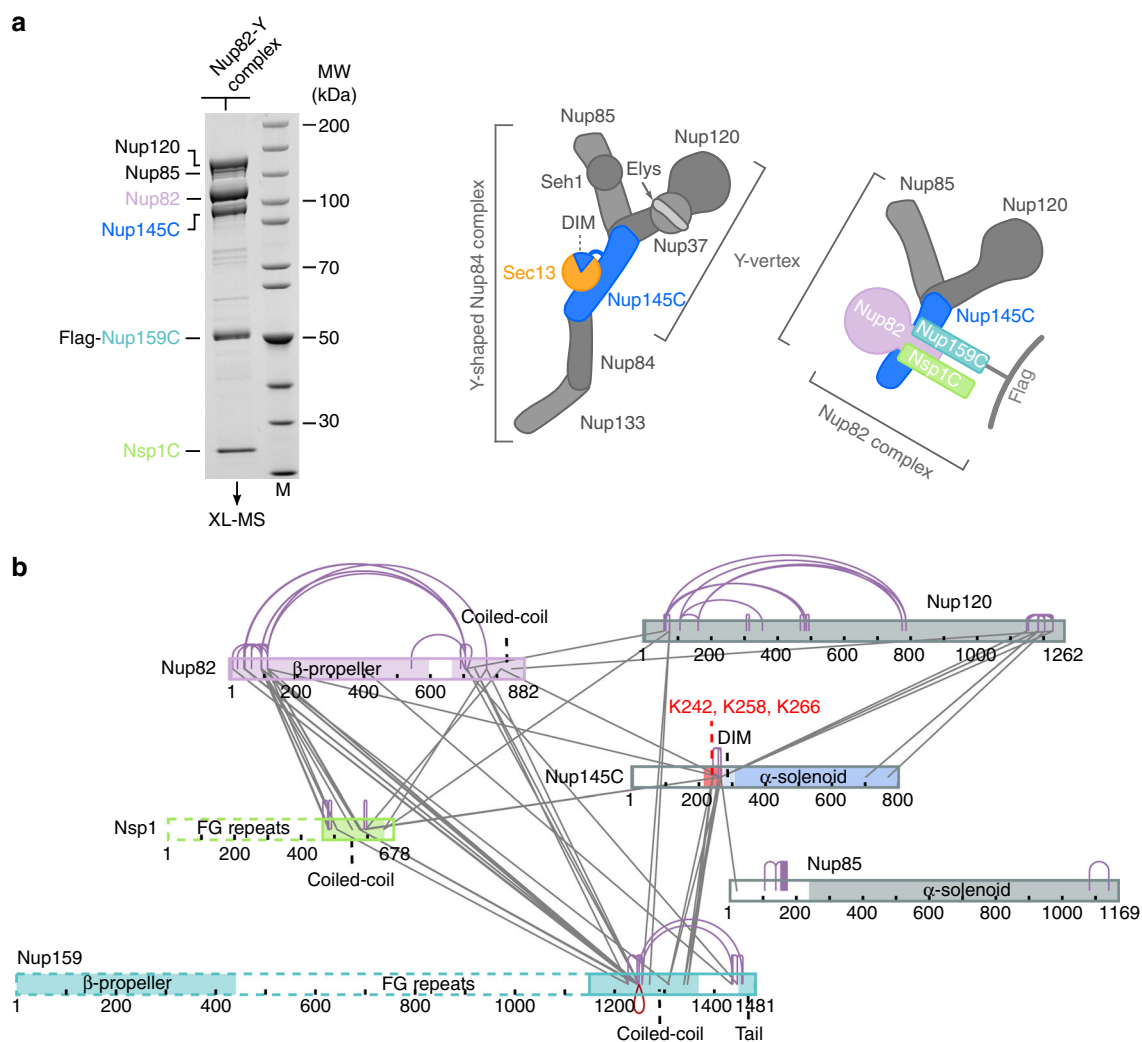 a
Nup82-Y
complex
MW
(kDa)
200
100
70
50
30
Nup120
Nup85
Nup82
Nup145C
Flag-Nup159C
Nsp1C
M
XL-MS
Y-shaped Nup84 complex
Nup85
Nup120
Seh1
Elys
DIM
Nup37
Sec13
Nup145C
Nup84
Nup133
Y-vertex
Nup85
Nup120
Nup145C
Nup82
Nup159C
Nsp1C
Flag
Nup82 complex
b
Coiled-coil
Nup120
1 200 400 600 800 1000 1262
Nup82
β-propeller
1 200 400 600 882
K242, K258, K266
DIM
Nup145C
α-solenoid
1 200 400 600 800
Nsp1
FG repeats
1 200 400 678
Coiled-coil
Nup85
α-solenoid
1 200 400 600 800 1000 1169
Nup159
β-propeller
FG repeats
1 200 400 600 800 1000 1200 1400 1481
Coiled-coil
Tail